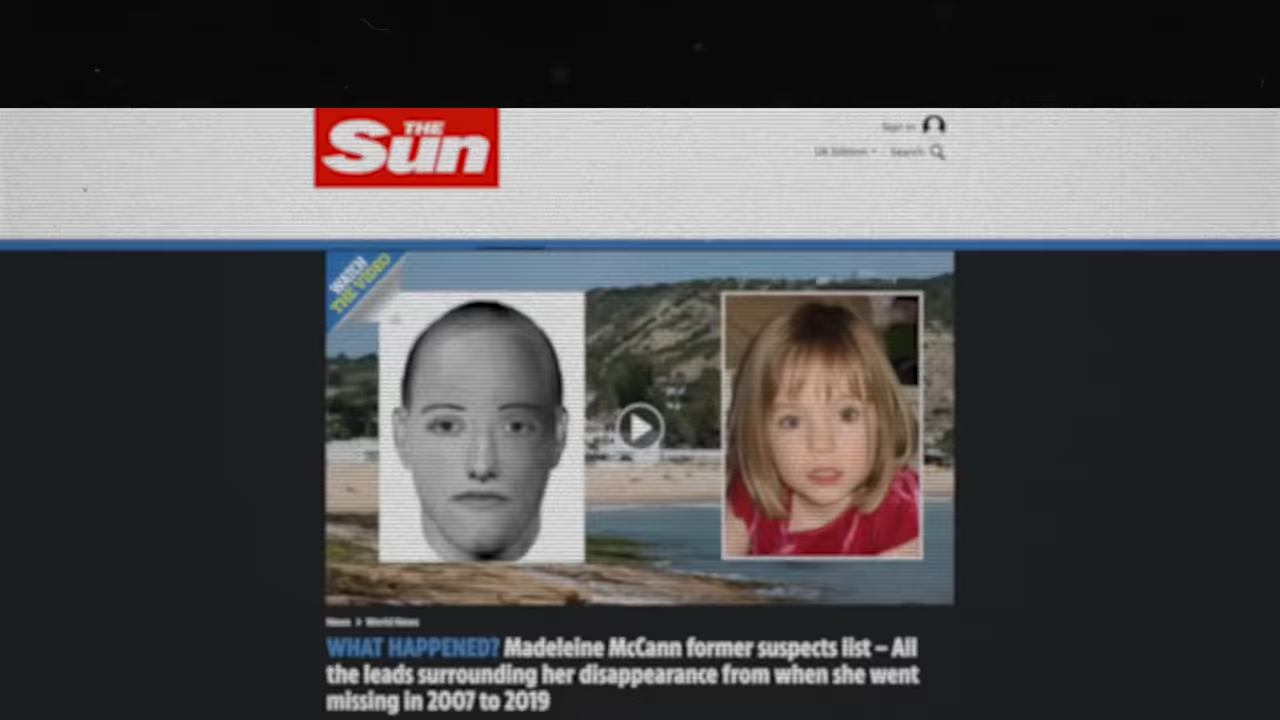 THE
Sun
Sign in
UK Edition
Search
WATCH
THE VIDEO
News > World News
WHAT HAPPENED? Madeleine McCann former suspects list – All
the leads surrounding her disappearance from when she went
missing in 2007 to 2019